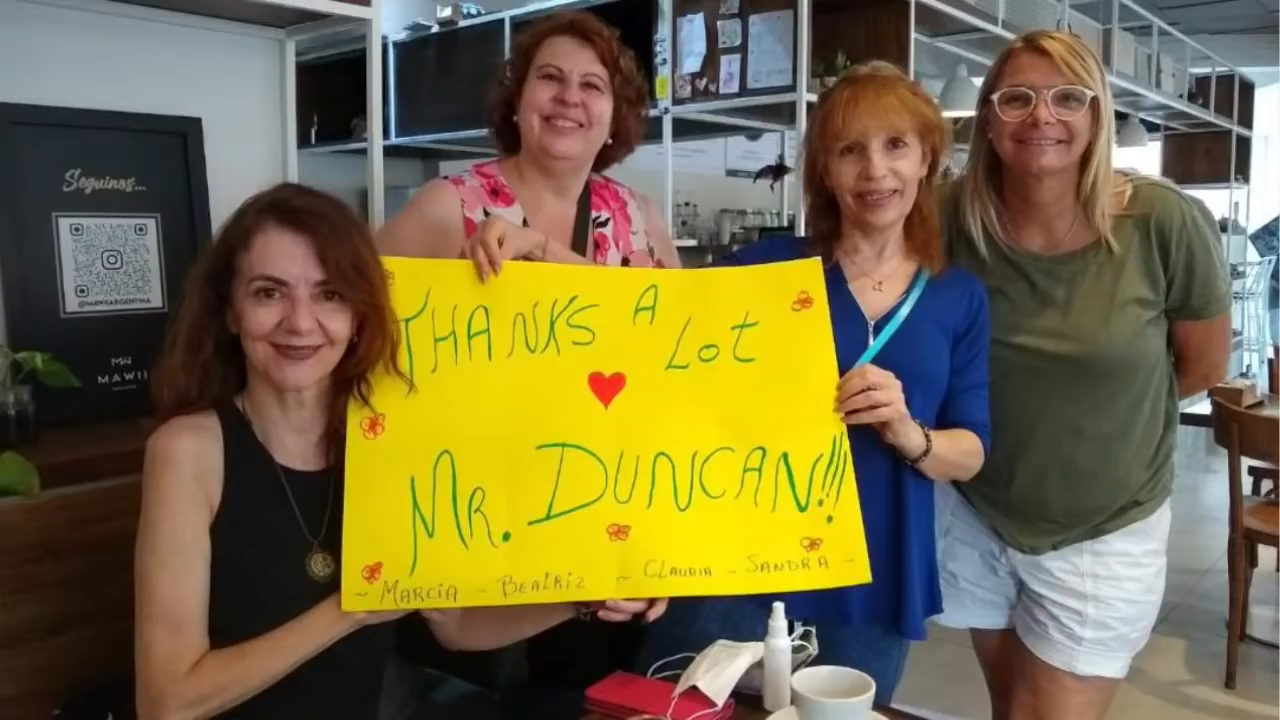 Seguinos...
@MAWIIARGENTINA
MAWII
THANKS A LOT
MR. DUNCAN!!!
~ MARCIA - BEATRIZ ~ CLAUDIA - SANDRA -